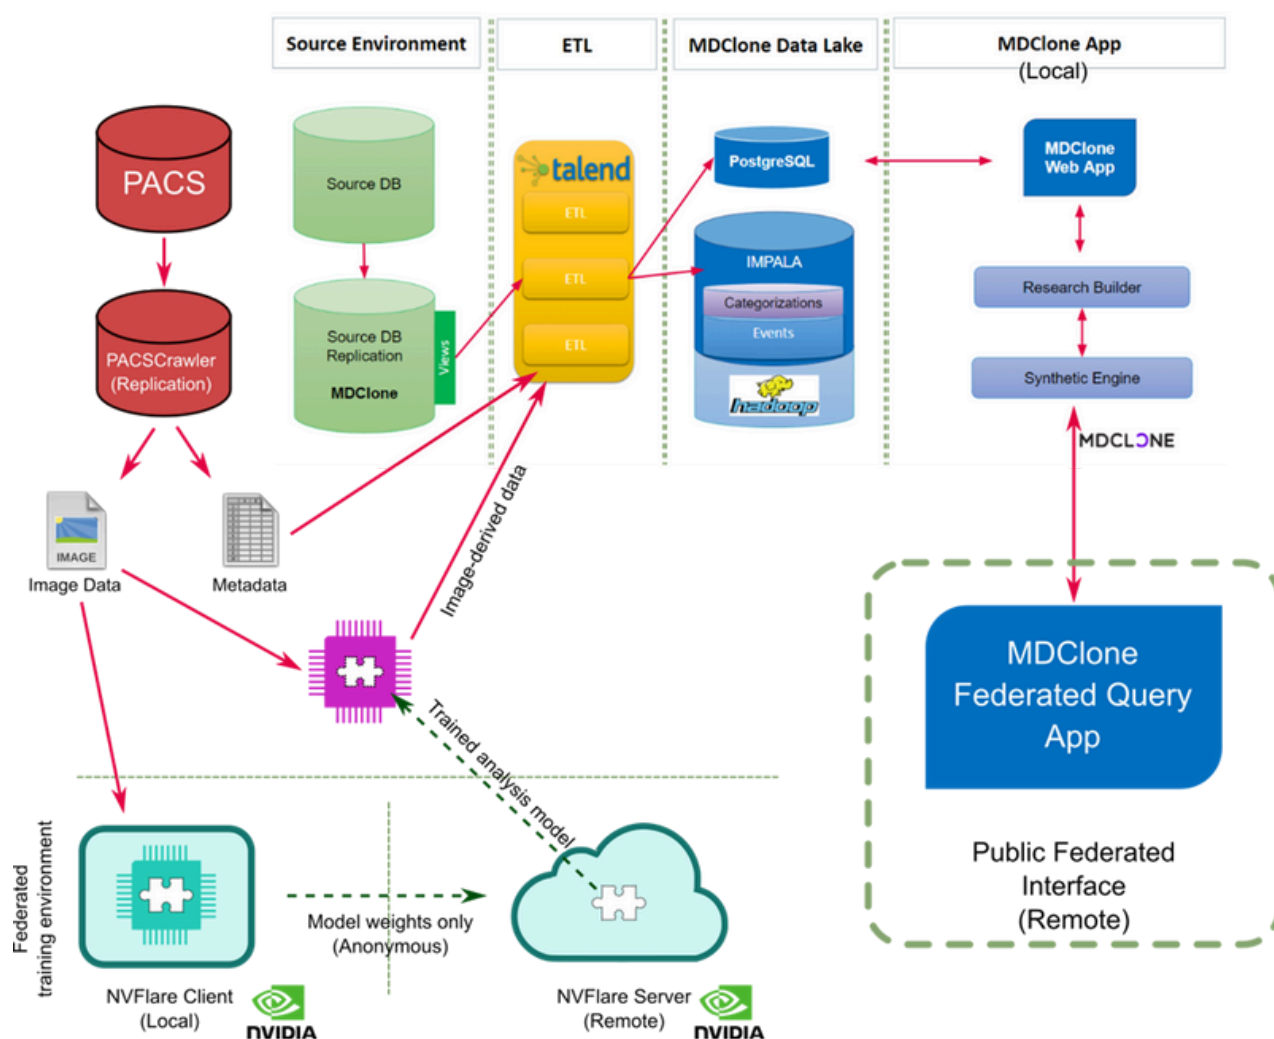 Source Environment
ETL
MDClone Data Lake
MDClone App
(Local)
PACS
Source DB
talend
ETL
ETL
ETL
PostgreSQL
MDClone
Web App
IMPALA
Categorizations
Events
hadoop
Research Builder
Synthetic Engine
MDCLONE
PACSCrawler
(Replication)
Source DB
Replication
MDClone
Views
IMAGE
Image Data
Metadata
Image-derived data
Trained analysis model
MDClone
Federated Query
App
Public Federated
Interface
(Remote)
Federated
training environment
Model weights only
(Anonymous)
NVFlare Client
(Local)
NVIDIA
NVFlare Server
(Remote)
NVIDIA